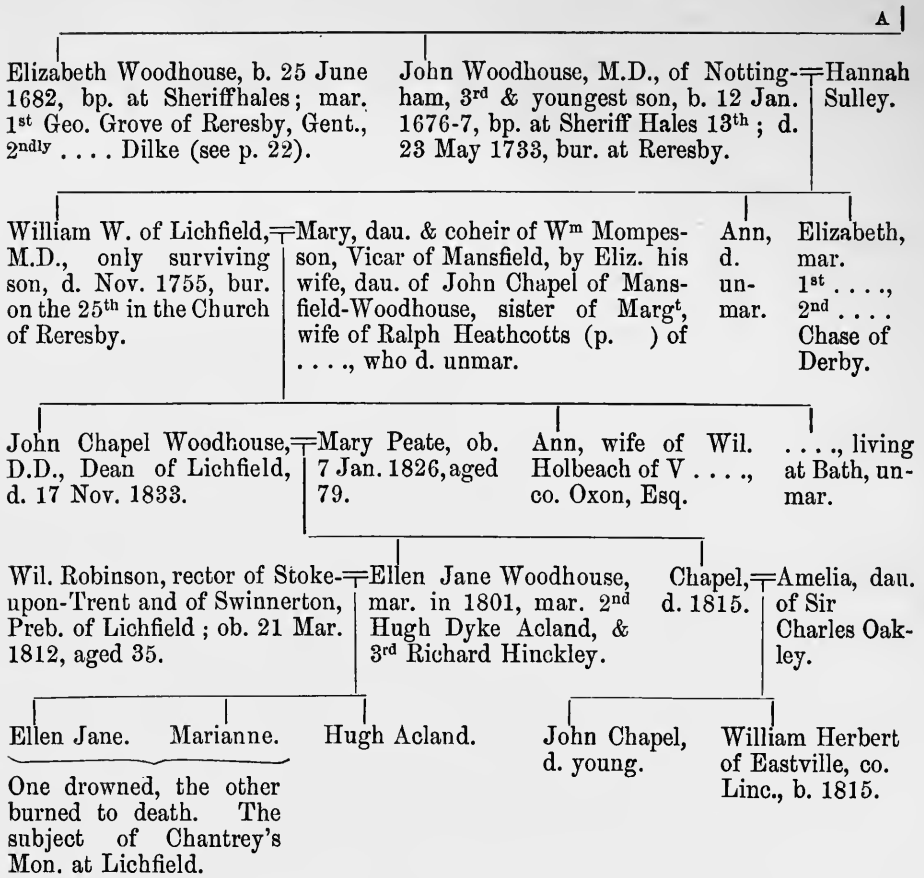 A
Elizabeth Woodhouse, b. 25 June
1682, bp. at Sheriffhales; mar.
1st Geo. Grove of Reresby, Gent.,
2ndly .... Dilke (see p. 22).
John Woodhouse, M.D., of Notting-
ham, 3rd & youngest son, b. 12 Jan.
1676-7, bp. at Sheriff Hales 13th; d.
23 May 1733, bur. at Reresby.
Hannah
Sulley.
William W. of Lichfield,
M.D., only surviving
son, d. Nov. 1755, bur.
on the 25th in the Church
of Reresby.
Mary, dau. & coheir of Wm Mompes-
son, Vicar of Mansfield, by Eliz. his
wife, dau. of John Chapel of Mans-
field-Woodhouse, sister of Margt,
wife of Ralph Heathcotts (p. ) of
...., who d. unmar.
Ann,
d.
un-
mar.
Elizabeth,
mar.
1st ....,
2nd ....
Chase of
Derby.
John Chapel Woodhouse,
D.D., Dean of Lichfield,
d. 17 Nov. 1833.
Mary Peate, ob.
7 Jan. 1826, aged
79.
Ann, wife of Wil.
Holbeach of V ....,
co. Oxon, Esq.
...., living
at Bath, un-
mar.
Wil. Robinson, rector of Stoke-
upon-Trent and of Swinnerton,
Preb. of Lichfield; ob. 21 Mar.
1812, aged 35.
Ellen Jane Woodhouse,
mar. in 1801, mar. 2nd
Hugh Dyke Acland, &
3rd Richard Hinckley.
Chapel,
d. 1815.
Amelia, dau.
of Sir
Charles Oak-
ley.
Ellen Jane. Marianne.
Hugh Acland.
John Chapel,
d. young.
William Herbert
of Eastville, co.
Linc., b. 1815.
One drowned, the other
burned to death. The
subject of Chantrey's
Mon. at Lichfield.